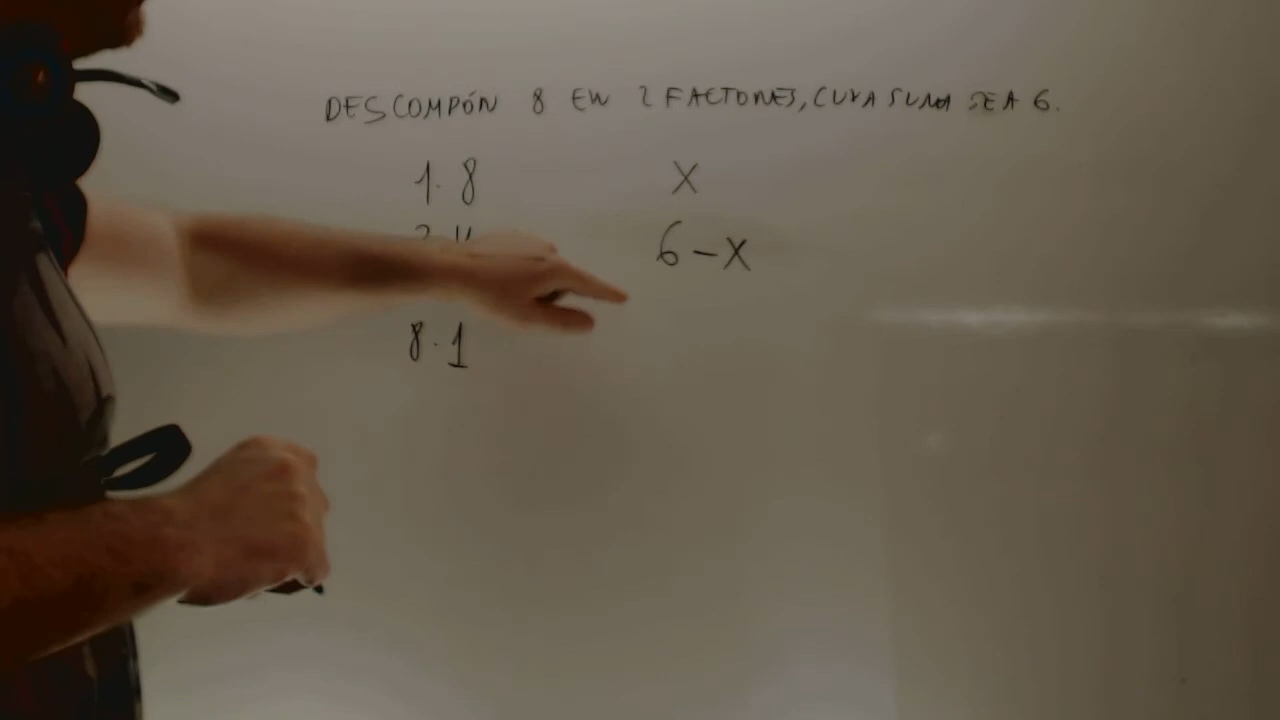 DESCOMPÓN 8 EN 2 FACTORES, CUYA SUMA SEA 6.
1. 8
X
6-X
8. 1